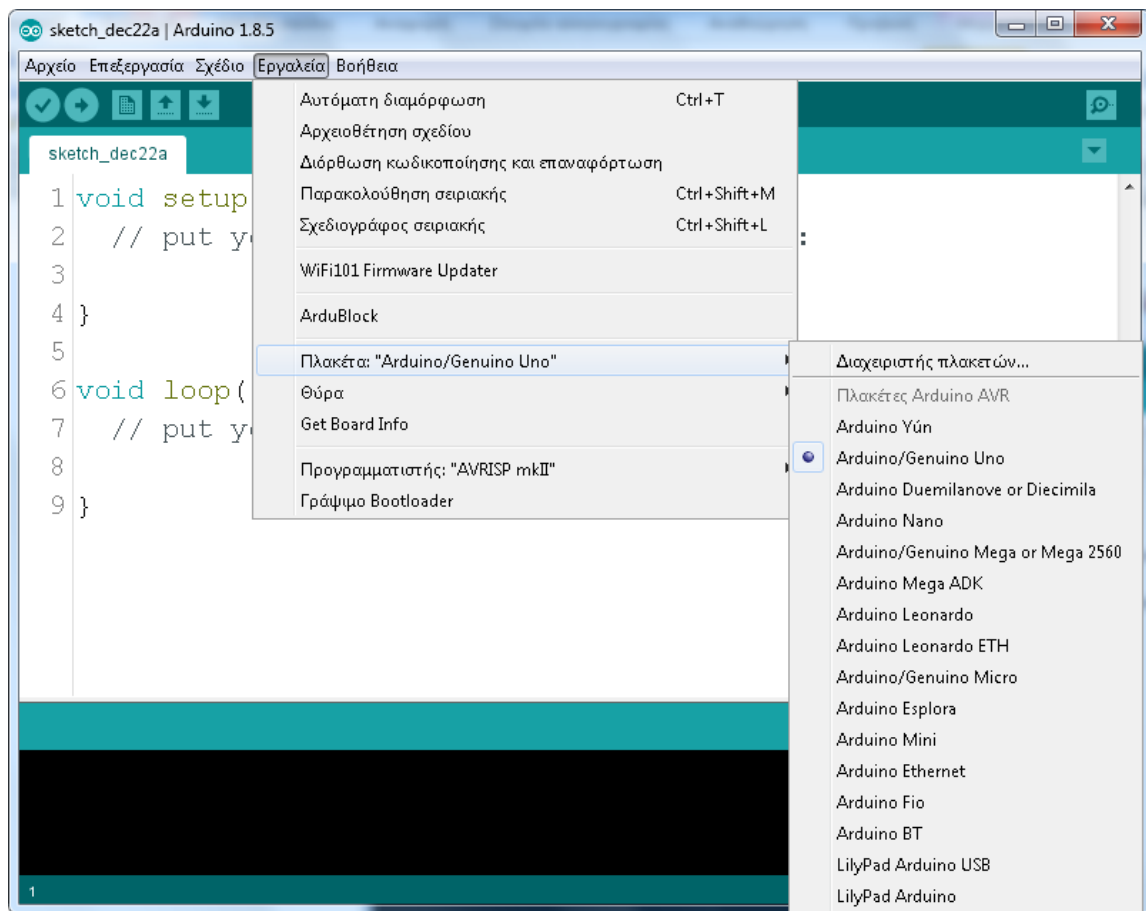 sketch_dec22a | Arduino 1.8.5
Αρχείο Επεξεργασία Σχέδιο Εργαλεία Βοήθεια
sketch_dec22a
Αυτόματη διαμόρφωση Ctrl+T
Αρχειοθέτηση σχεδίου
Διόρθωση κωδικοποίησης και επαναφόρτωση
Παρακολούθηση σειριακής Ctrl+Shift+M
Σχεδιογράφος σειριακής Ctrl+Shift+L
WiFi101 Firmware Updater
ArduBlock
Πλακέτα: "Arduino/Genuino Uno"
Θύρα
Get Board Info
Προγραμματιστής: "AVRISP mkII"
Γράψιμο Bootloader
1 void setup
2 // put y :
3
4 }
5
6 void loop(
7 // put y
8
9 }
Διαχειριστής πλακετών...
Πλακέτες Arduino AVR
Arduino Yún
Arduino/Genuino Uno
Arduino Duemilanove or Diecimila
Arduino Nano
Arduino/Genuino Mega or Mega 2560
Arduino Mega ADK
Arduino Leonardo
Arduino Leonardo ETH
Arduino/Genuino Micro
Arduino Esplora
Arduino Mini
Arduino Ethernet
Arduino Fio
Arduino BT
LilyPad Arduino USB
LilyPad Arduino
1